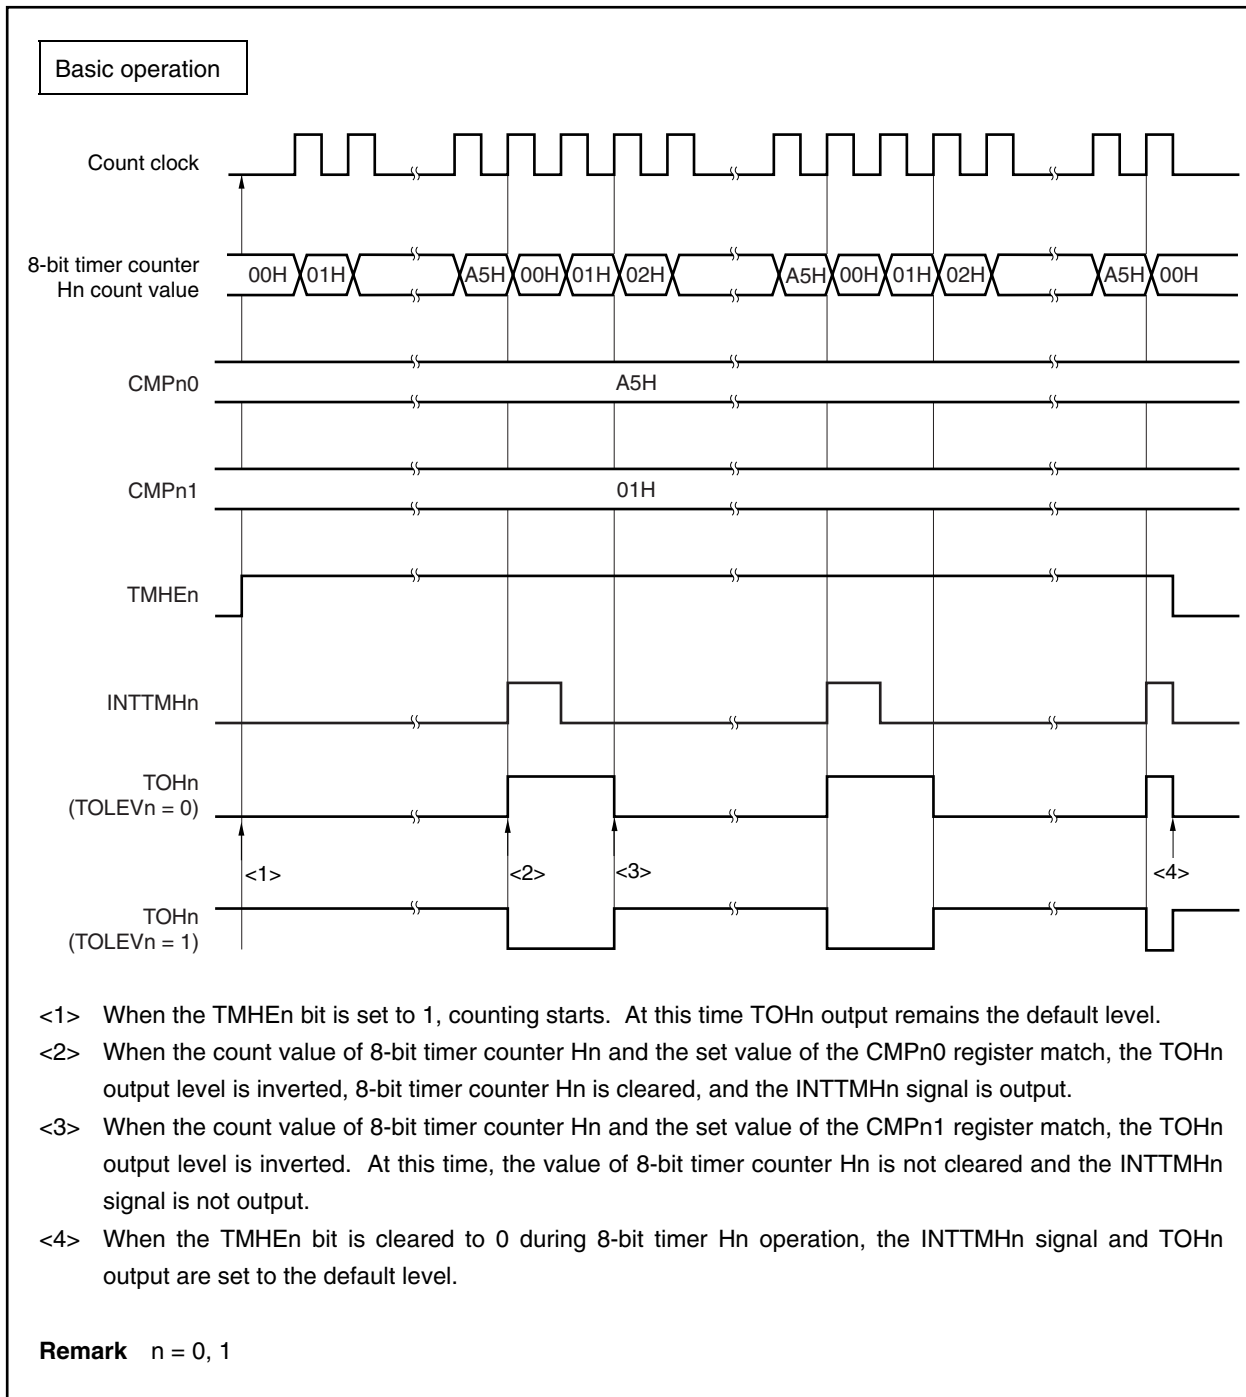 Basic operation
Count clock
8-bit timer counter
Hn count value
00H 01H A5H 00H 01H 02H A5H 00H 01H 02H A5H 00H
CMPn0
A5H
CMPn1
01H
TMHEn
INTTMHn
TOHn
(TOLEVn = 0)
<1> <2> <3> <4>
TOHn
(TOLEVn = 1)
<1> When the TMHEn bit is set to 1, counting starts. At this time TOHn output remains the default level.
<2> When the count value of 8-bit timer counter Hn and the set value of the CMPn0 register match, the TOHn
output level is inverted, 8-bit timer counter Hn is cleared, and the INTTMHn signal is output.
<3> When the count value of 8-bit timer counter Hn and the set value of the CMPn1 register match, the TOHn
output level is inverted. At this time, the value of 8-bit timer counter Hn is not cleared and the INTTMHn
signal is not output.
<4> When the TMHEn bit is cleared to 0 during 8-bit timer Hn operation, the INTTMHn signal and TOHn
output are set to the default level.
Remark n = 0, 1